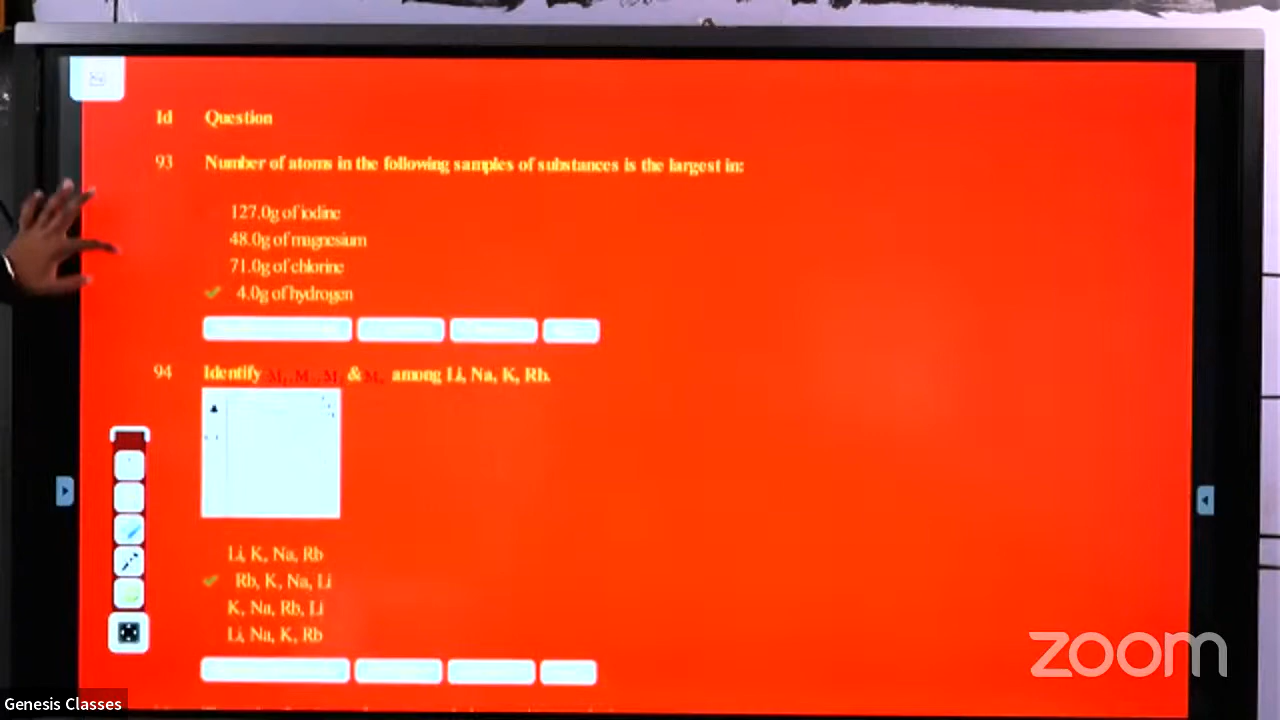 Id Question
93 Number of atoms in the following samples of substances is the largest in:
127.0g of iodine
48.0g of magnesium
71.0g of chlorine
4.0g of hydrogen
94 Identify & among Li, Na, K, Rb.
Li, K, Na, Rb
Rb, K, Na, Li
K, Na, Rb, Li
Li, Na, K, Rb
zoom
Genesis Classes